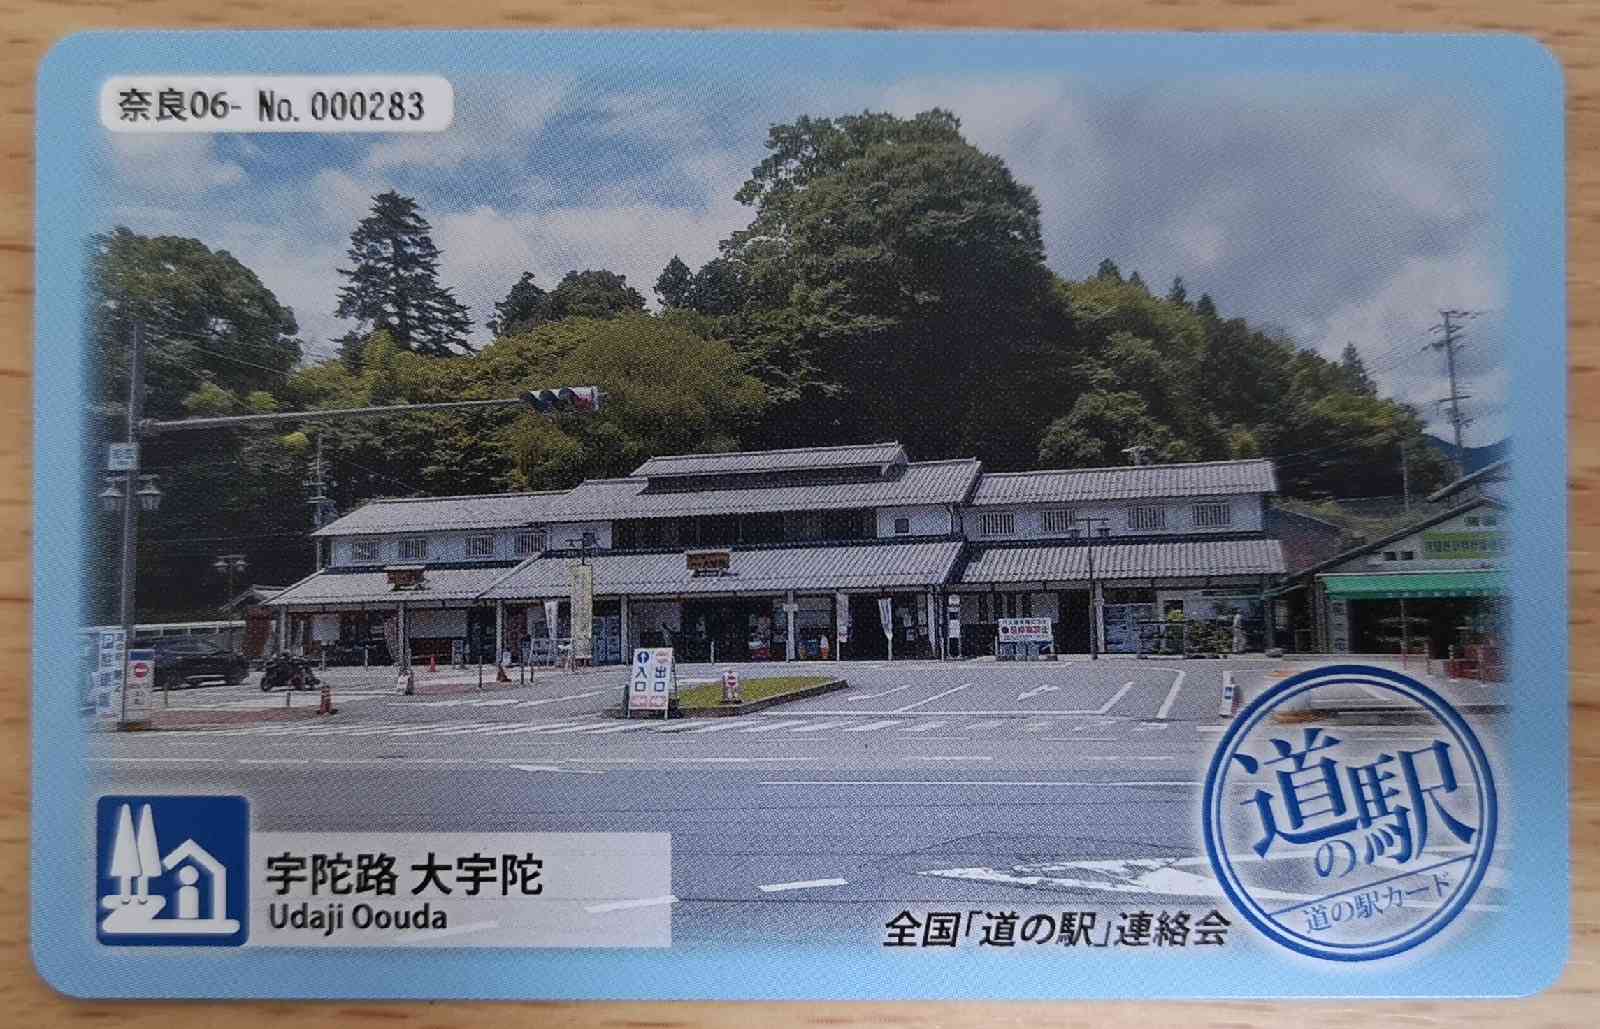 奈良06- No. 000283
入口
出口
宇陀路 大宇陀
Udaji Oouda
全国「道の駅」連絡会
道の駅
道の駅カード